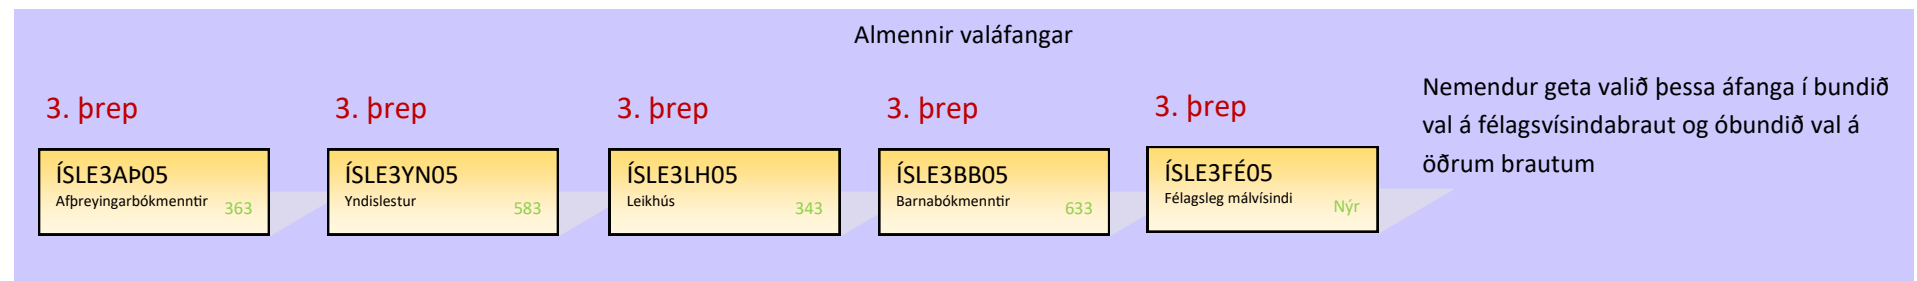 Almennir valáfangar
3. þrep
ÍSLE3AÞ05
Afþreyingarbókmenntir 363
3. þrep
ÍSLE3YN05
Yndislestur 583
3. þrep
ÍSLE3LH05
Leikhús 343
3. þrep
ÍSLE3BB05
Barnabókmenntir 633
3. þrep
ÍSLE3FÉ05
Félagsleg málvísindi Nýr
Nemendur geta valið þessa áfanga í bundið
val á félagsvísindabraut og óbundið val á
öðrum brautum